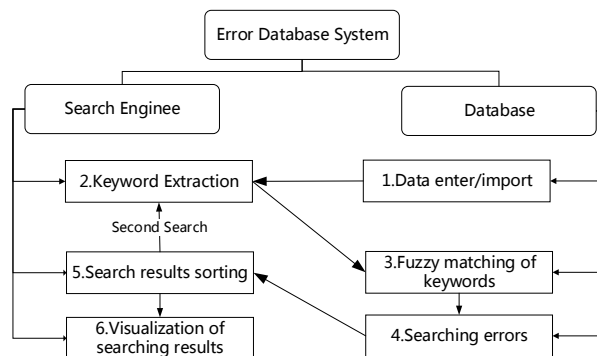 Error Database System
Search Enginee
Database
2.Keyword Extraction
1.Data enter/import
Second Search
5.Search results sorting
3.Fuzzy matching of
keywords
6.Visualization of
searching results
4.Searching errors